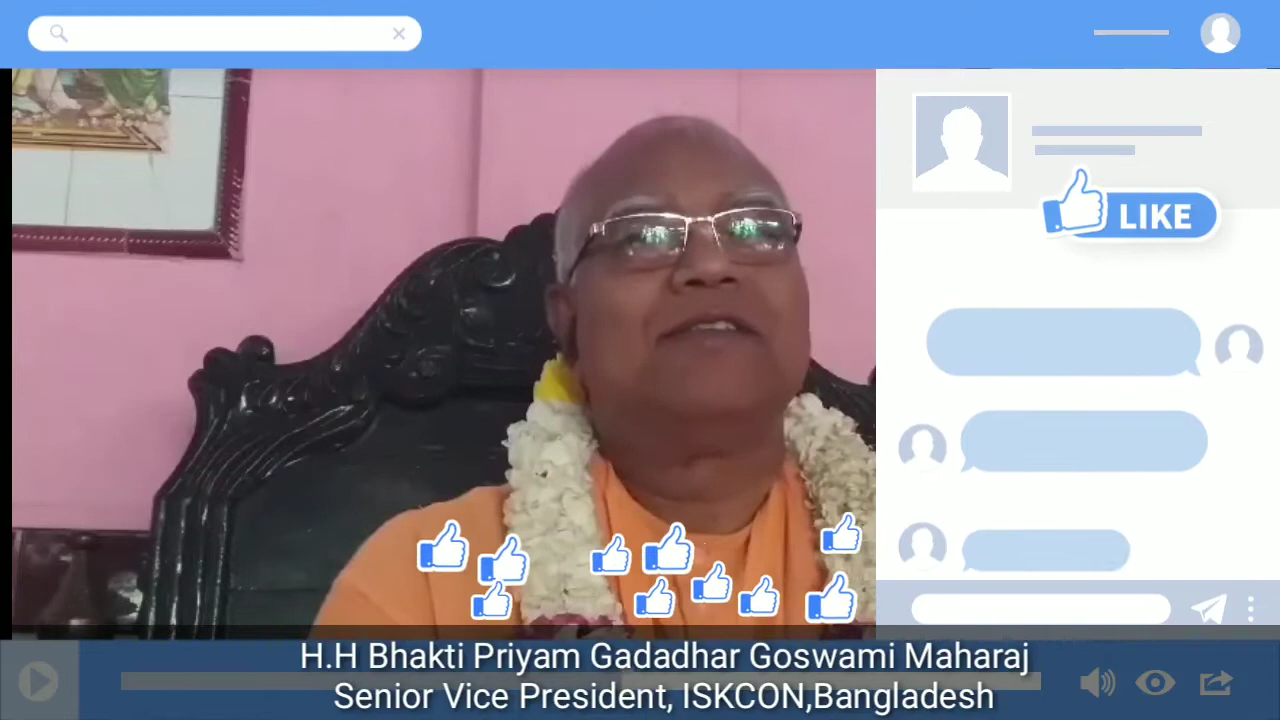 LIKE
H.H Bhakti Priyam Gadadhar Goswami Maharaj
Senior Vice President, ISKCON,Bangladesh